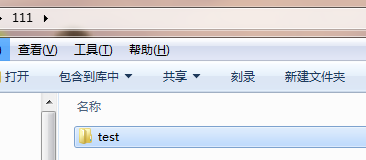 111
查看(V) 工具(T) 帮助(H)
打开 包含到库中 共享 刻录 新建文件夹
名称
test